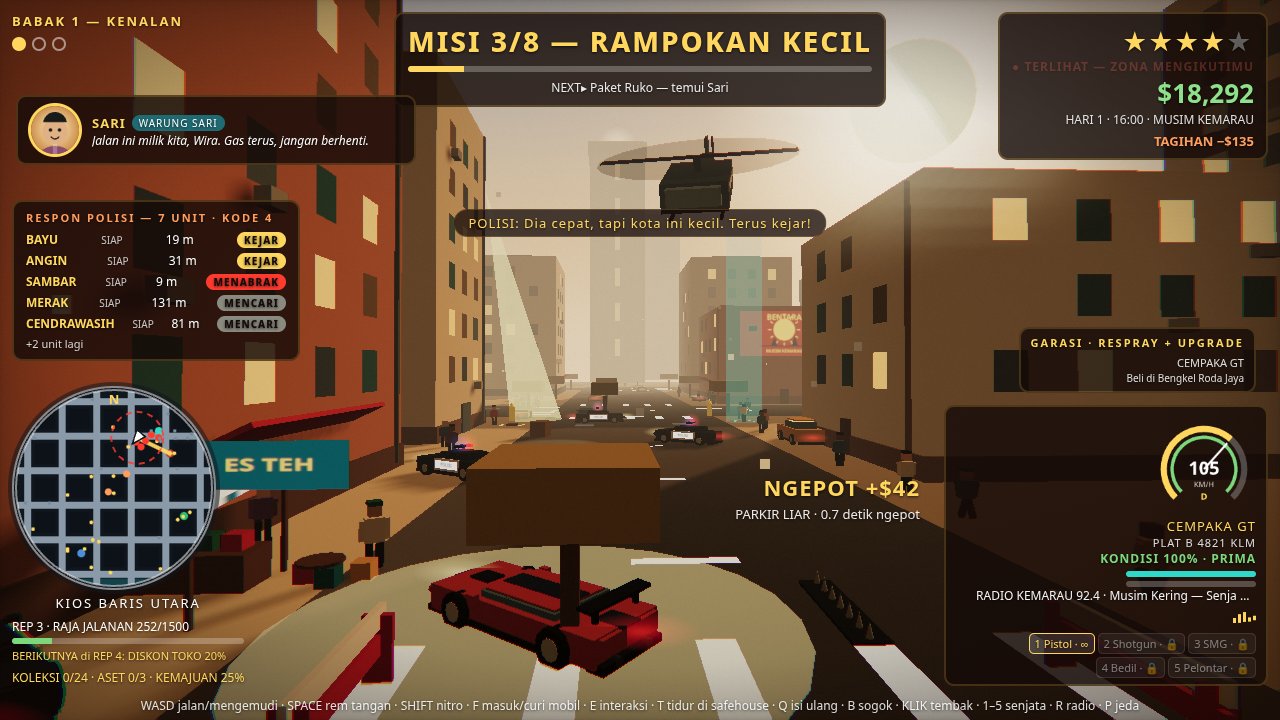 BABAK 1 — KENALAN
MISI 3/8 — RAMPOKAN KECIL
NEXT▸ Paket Ruko — temui Sari
★★★★★
● TERLIHAT — ZONA MENGIKUTIMU
$18,292
HARI 1 · 16:00 · MUSIM KEMARAU
TAGIHAN −$135
SARI WARUNG SARI
Jalan ini milik kita, Wira. Gas terus, jangan berhenti.
RESPON POLISI — 7 UNIT · KODE 4
BAYU SIAP 19 m KEJAR
ANGIN SIAP 31 m KEJAR
SAMBAR SIAP 9 m MENABRAK
MERAK SIAP 131 m MENCARI
CENDRAWASIH SIAP 81 m MENCARI
+2 unit lagi
POLISI: Dia cepat, tapi kota ini kecil. Terus kejar!
BENTARA
GARASI · RESPRAY + UPGRADE
CEMPAKA GT
Beli di Bengkel Roda Jaya
N
ES TEH
NGEPOT +$42
PARKIR LIAR · 0.7 detik ngepot
105
KM/H
D
CEMPAKA GT
PLAT B 4821 KLM
KONDISI 100% · PRIMA
RADIO KEMARAU 92.4 · Musim Kering — Senja ...
1 Pistol · ∞ 2 Shotgun · 🔒 3 SMG · 🔒
4 Bedil · 🔒 5 Pelontar · 🔒
KIOS BARIS UTARA
REP 3 · RAJA JALANAN 252/1500
BERIKUTNYA di REP 4: DISKON TOKO 20%
KOLEKSI 0/24 · ASET 0/3 · KEMAJUAN 25%
WASD jalan/mengemudi · SPACE rem tangan · SHIFT nitro · F masuk/curi mobil · E interaksi · T tidur di safehouse · Q isi ulang · B sogok · KLIK tembak · 1–5 senjata · R radio · P jeda